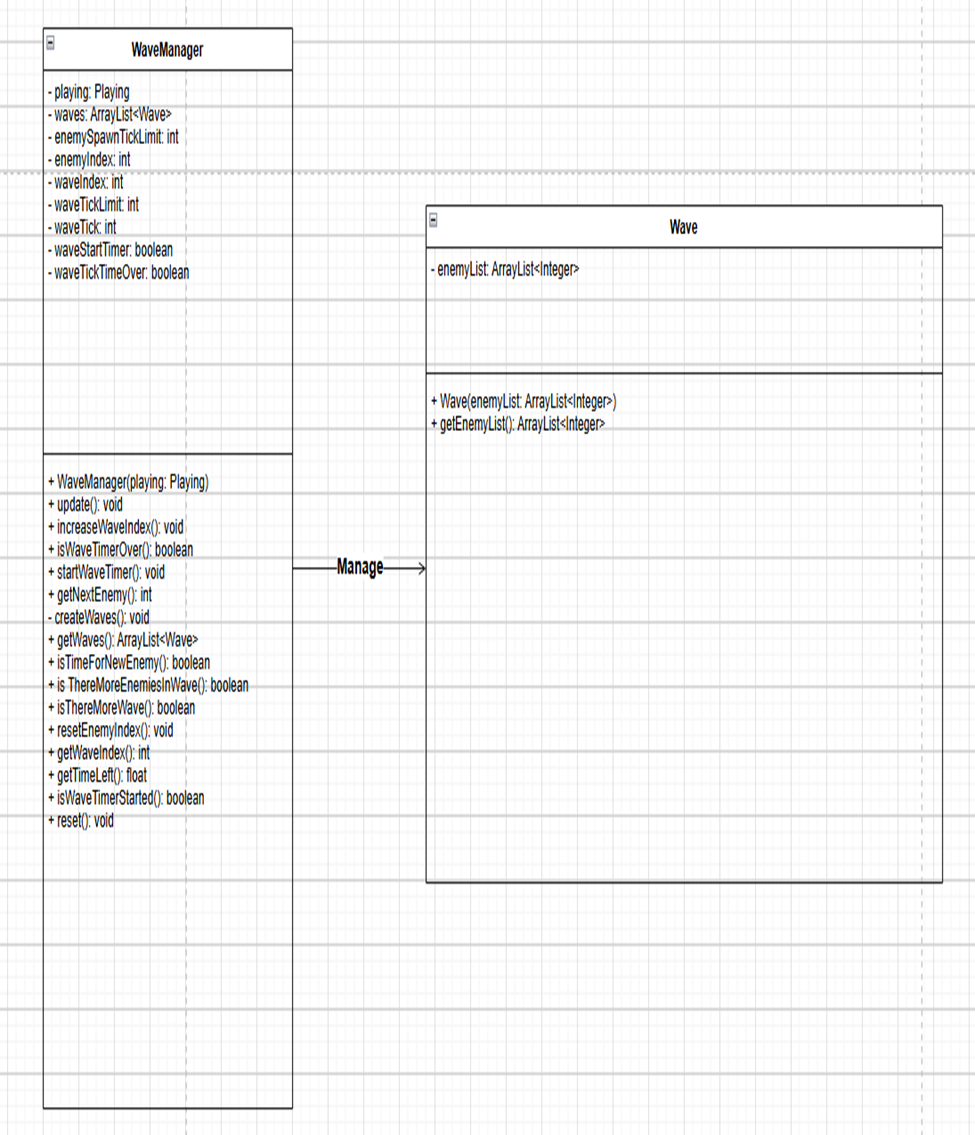 WaveManager
- playing: Playing
- waves: ArrayList<Wave>
- enemySpawnTickLimit: int
- enemyIndex: int
- waveIndex: int
- waveTickLimit: int
- waveTick: int
- waveStartTimer: boolean
- waveTickTimeOver: boolean
+ WaveManager(playing: Playing)
+ update(): void
+ increaseWaveIndex(): void
+ isWaveTimerOver(): boolean
+ startWaveTimer(): void
+ getNextEnemy(): int
- createWaves(): void
+ getWaves(): ArrayList<Wave>
+ isTimeForNewEnemy(): boolean
+ is ThereMoreEnemiesInWave(): boolean
+ isThereMoreWave(): boolean
+ resetEnemyIndex(): void
+ getWaveIndex(): int
+ getTimeLeft(): float
+ isWaveTimerStarted(): boolean
+ reset(): void
Manage
Wave
- enemyList: ArrayList<Integer>
+ Wave(enemyList: ArrayList<Integer>)
+ getEnemyList(): ArrayList<Integer>